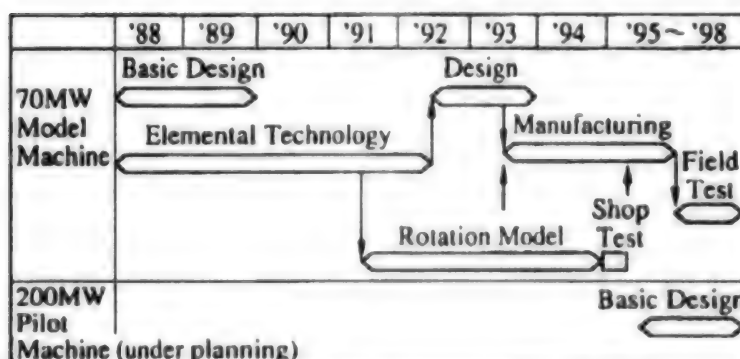 '88 '89 '90 '91 '92 '93 '94 '95~'98
Basic Design Design
70MW
Model
Machine
Elemental Technology Manufacturing
Field
Test
Shop
Test
Rotation Model
200MW
Pilot
Machine (under planning)
Basic Design